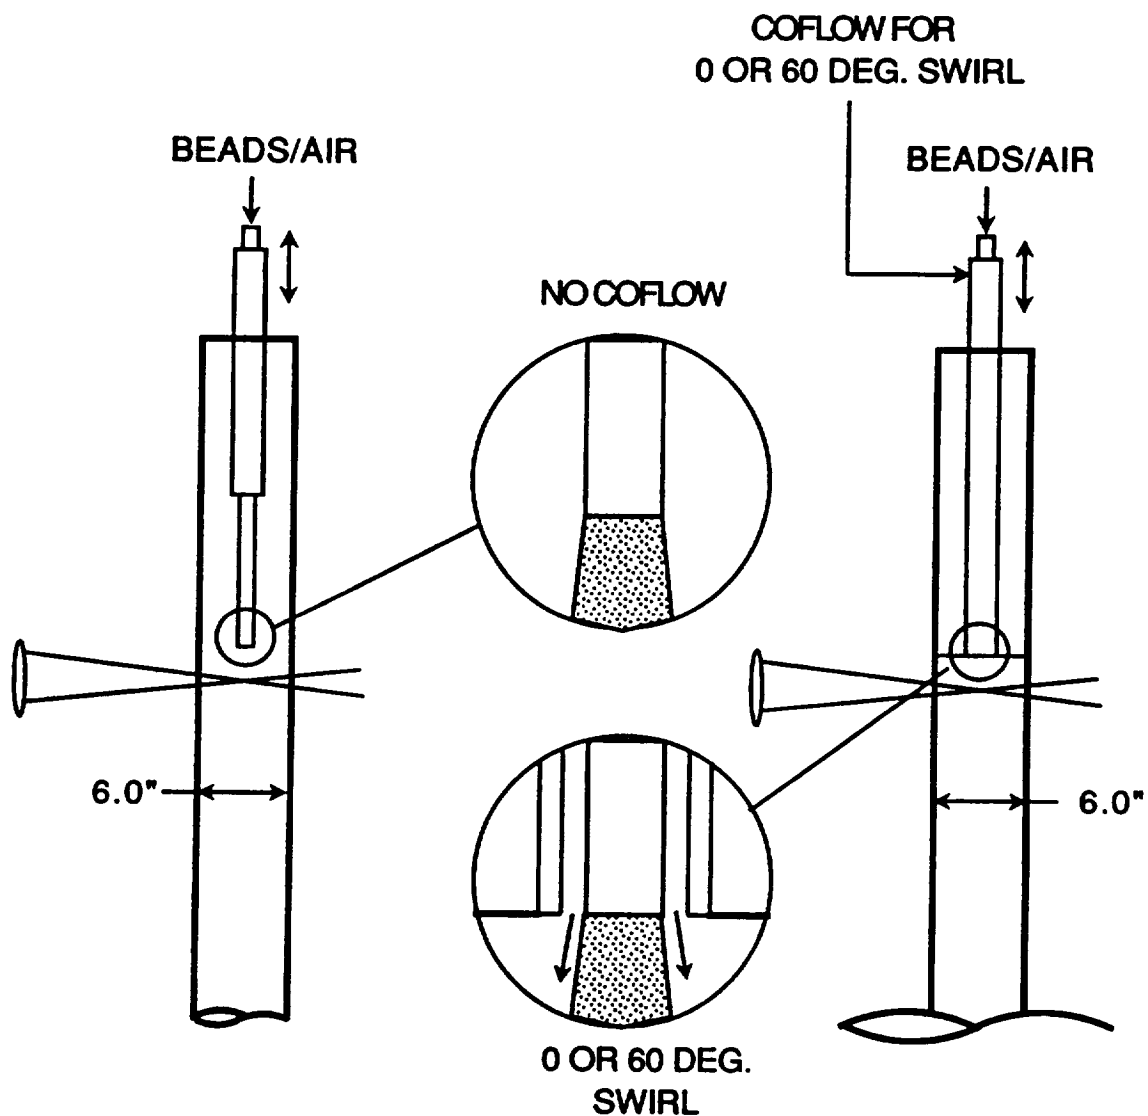 COFLOW FOR
0 OR 60 DEG. SWIRL
BEADS/AIR
BEADS/AIR
NO COFLOW
6.0"
6.0"
0 OR 60 DEG.
SWIRL